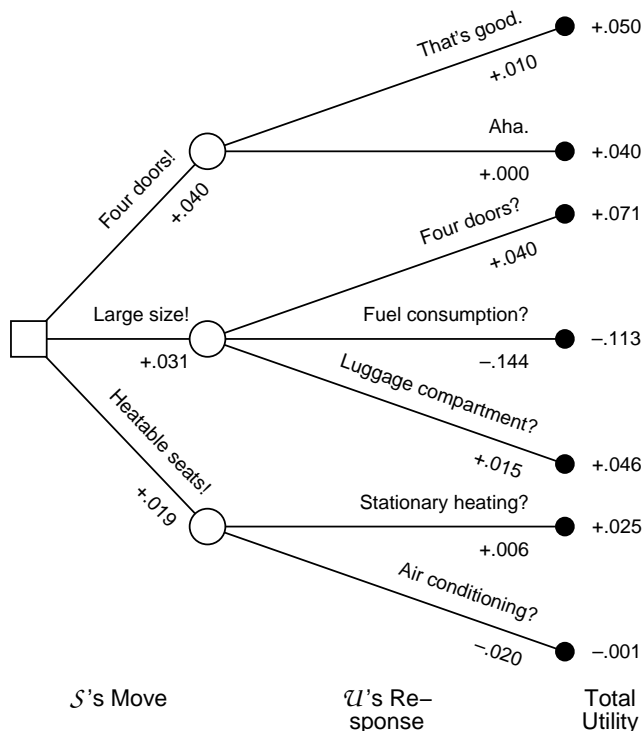 That's good.
+.050
+.010
Aha.
+.040
+.000
Four doors!
+.040
Four doors?
+.071
+.040
Large size!
+.031
Fuel consumption?
–.113
–.144
Luggage compartment?
+.046
+.015
Heatable seats!
+.019
Stationary heating?
+.025
+.006
Air conditioning?
–.001
–.020
𝒮's Move
𝒰's Re–
sponse
Total
Utility